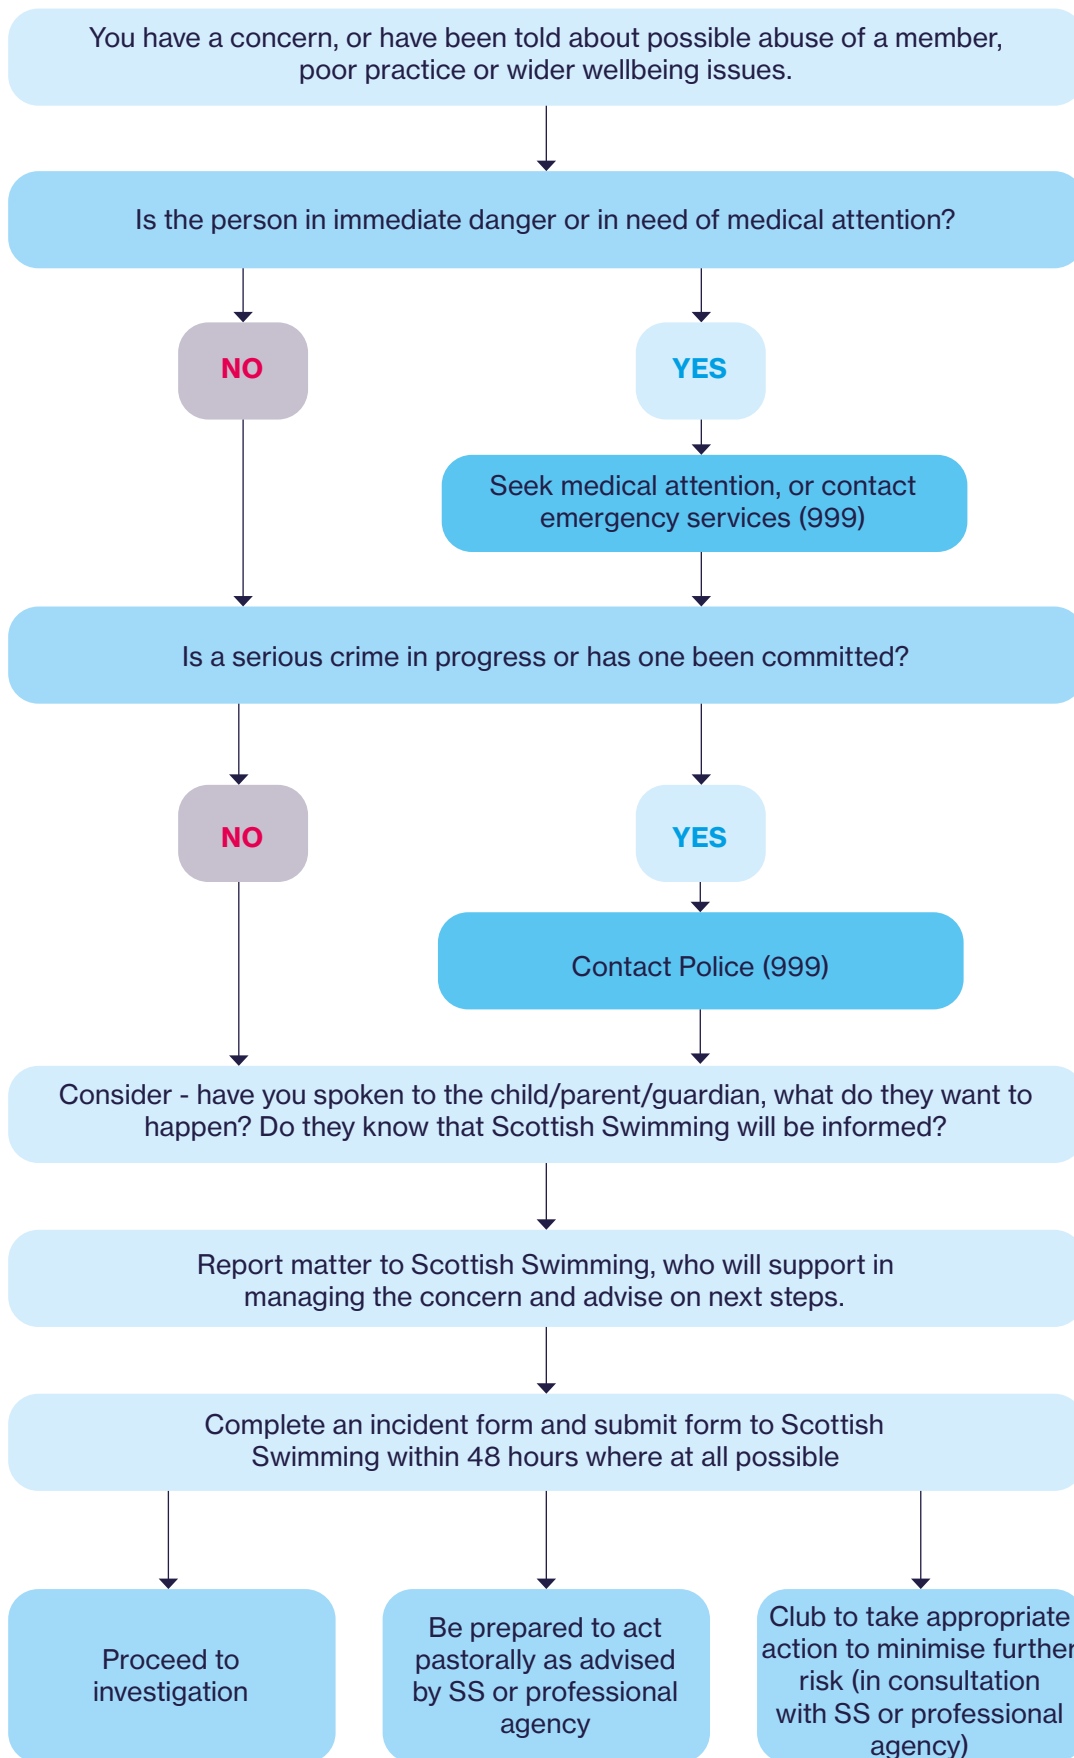 You have a concern, or have been told about possible abuse of a member,
poor practice or wider wellbeing issues.
Is the person in immediate danger or in need of medical attention?
NO
YES
Seek medical attention, or contact
emergency services (999)
Is a serious crime in progress or has one been committed?
NO
YES
Contact Police (999)
Consider - have you spoken to the child/parent/guardian, what do they want to
happen? Do they know that Scottish Swimming will be informed?
Report matter to Scottish Swimming, who will support in
managing the concern and advise on next steps.
Complete an incident form and submit form to Scottish
Swimming within 48 hours where at all possible
Proceed to
investigation
Be prepared to act
pastorally as advised
by SS or professional
agency
Club to take appropriate
action to minimise further
risk (in consultation
with SS or professional
agency)